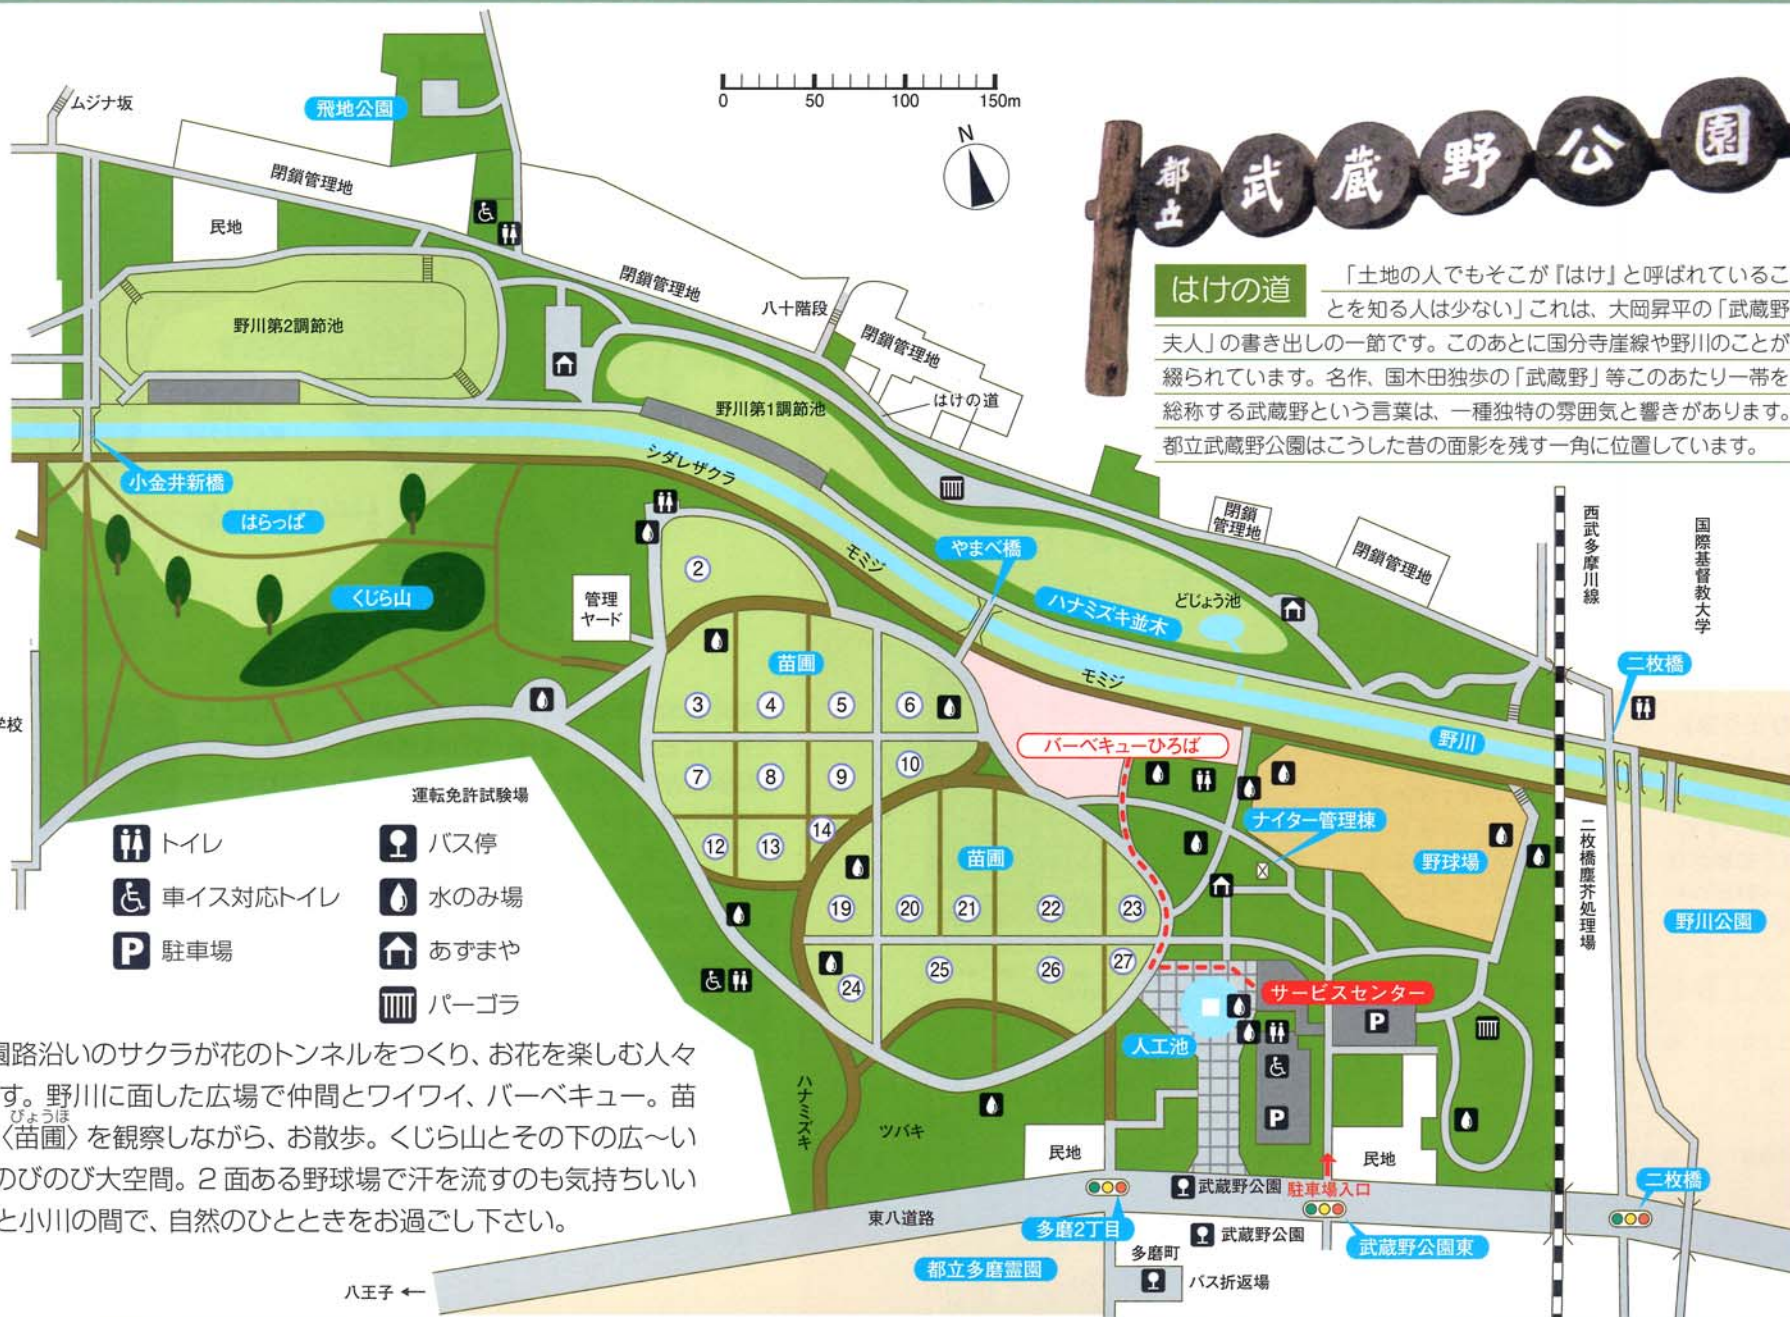 ムジナ坂
飛地公園
0 50 100 150m
N
都立武蔵野公園
閉鎖管理地
民地
閉鎖管理地
八十階段
閉鎖管理地
はけの道
はけの道
「土地の人でもそこが『はけ』と呼ばれているこ
とを知る人は少ない」これは、大岡昇平の「武蔵野
夫人」の書き出しの一節です。このあとに国分寺崖線や野川のことが
綴られています。名作、国木田独歩の「武蔵野」等このあたり一帯を
総称する武蔵野という言葉は、一種独特の雰囲気と響きがあります。
都立武蔵野公園はこうした昔の面影を残す一角に位置しています。
野川第2調節池
野川第1調節池
シダレザクラ
小金井新橋
はらっぱ
くじら山
モミジ
やまべ橋
ハナミズキ並木
どじょう池
閉鎖
管理地
閉鎖管理地
西武多摩川線
国際基督教大学
二枚橋
管理
ヤード
2
苗圃
3
4
5
6
モミジ
野川
バーベキューひろば
7
8
9
10
12
13
14
学校
運転免許試験場
苗圃
ナイター管理棟
野球場
二枚橋塵芥処理場
野川公園
19
20
21
22
23
24
25
26
27
トイレ
車イス対応トイレ
P 駐車場
バス停
水のみ場
あずまや
パーゴラ
サービスセンター
P
人工池
P
ハナミズキ
ツバキ
民地
民地
園路沿いのサクラが花のトンネルをつくり、お花を楽しむ人々
す。野川に面した広場で仲間とワイワイ、バーベキュー。苗
びょうほ
〈苗圃〉を観察しながら、お散歩。くじら山とその下の広〜い
のびのび大空間。2面ある野球場で汗を流すのも気持ちいい
と小川の間で、自然のひとときをお過ごし下さい。
武蔵野公園
駐車場入口
二枚橋
東八道路
多磨2丁目
武蔵野公園
武蔵野公園東
多磨町
バス折返場
都立多磨霊園
八王子 ←